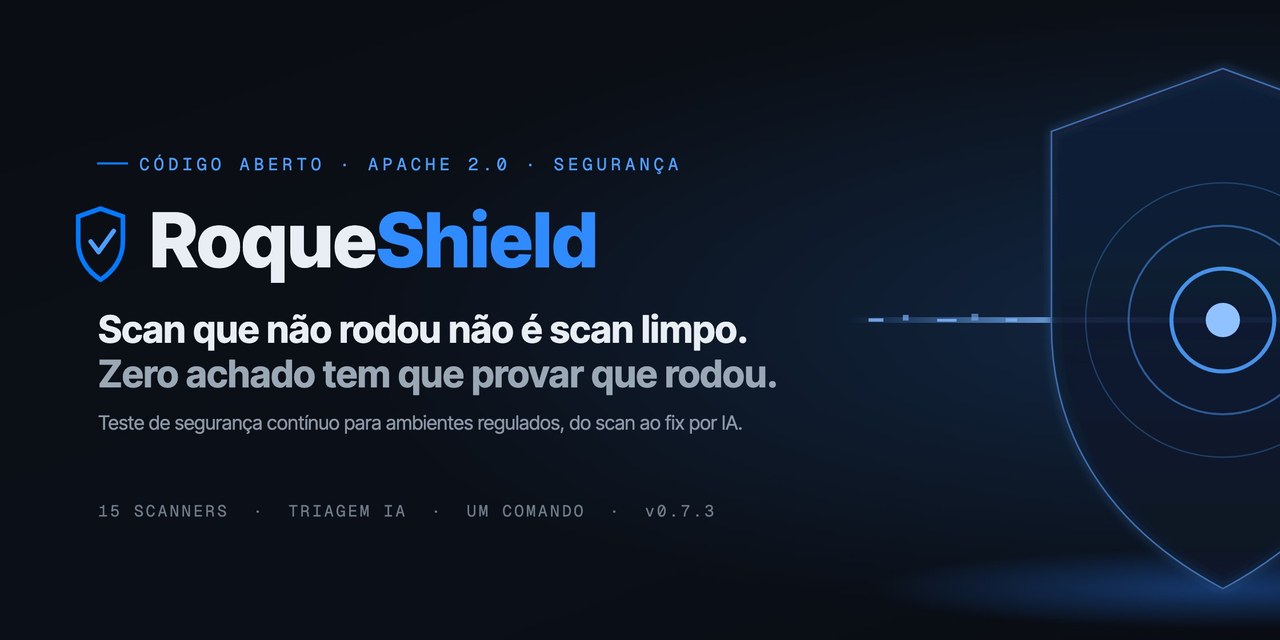 CÓDIGO ABERTO · APACHE 2.0 · SEGURANÇA
RoqueShield
Scan que não rodou não é scan limpo.
Zero achado tem que provar que rodou.
Teste de segurança contínuo para ambientes regulados, do scan ao fix por IA.
15 SCANNERS · TRIAGEM IA · UM COMANDO · v0.7.3